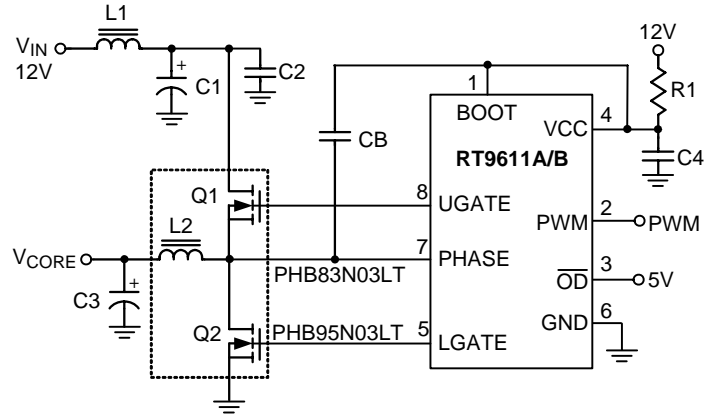 L1
VIN
12V
C1
C2
12V
R1
1
BOOT
4
VCC
C4
CB
RT9611A/B
Q1
8
UGATE
2
PWM
PWM
L2
VCORE
7
PHASE
PHB83N03LT
3
OD
5V
C3
6
GND
Q2
PHB95N03LT
5
LGATE
+
+